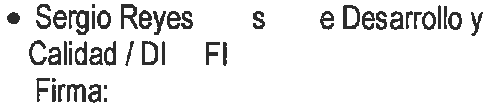 • Sergio Reyes s e Desarrollo y
Calidad / DI FI
Firma: